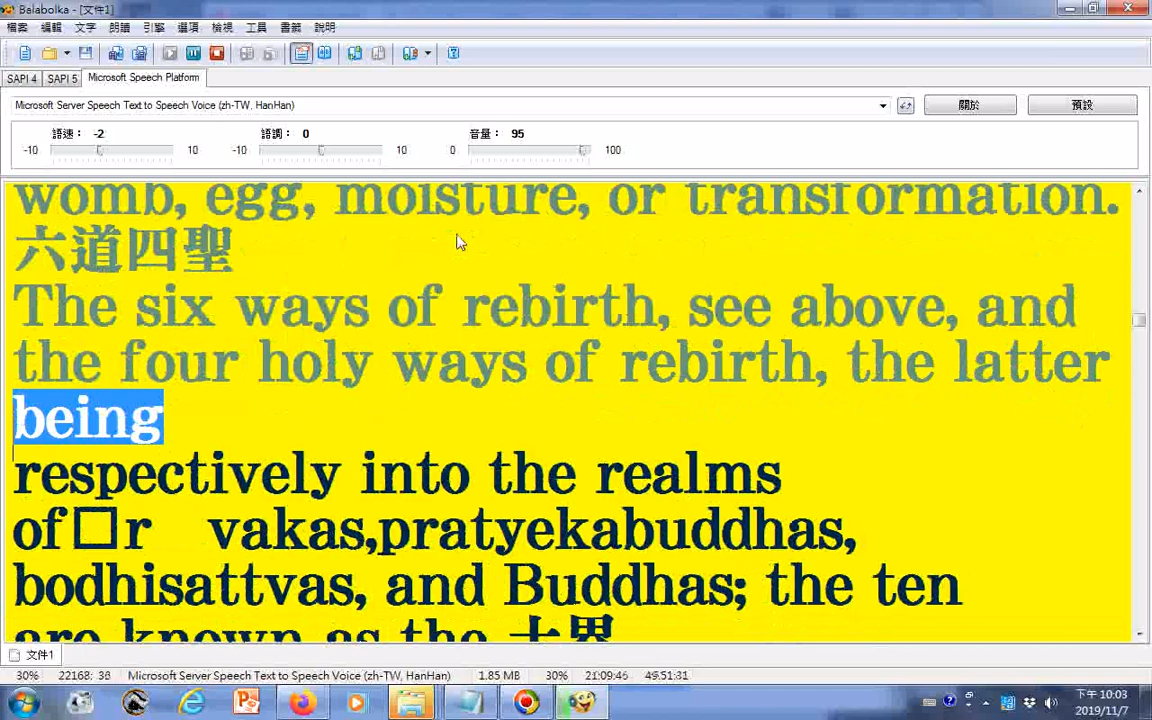 Balabolka - [文件1]
檔案 編輯 文字 朗讀 引擎 選項 檢視 工具 書籤 說明
SAPI 4 SAPI 5 Microsoft Speech Platform
Microsoft Server Speech Text to Speech Voice (zh-TW, HanHan) 關於 預設
語速： -2 語調： 0 音量： 95
-10 10 -10 10 0 100
womb, egg, moisture, or transformation.
六道四聖
The six ways of rebirth, see above, and
the four holy ways of rebirth, the latter
being
respectively into the realms
of□r vakas,pratyekabuddhas,
bodhisattvas, and Buddhas; the ten
are known as the 十界
文件1
30% 22168: 38 Microsoft Server Speech Text to Speech Voice (zh-TW, HanHan) 1.85 MB 30% 21:09:46 49:51:31
下午 10:03
2019/11/7